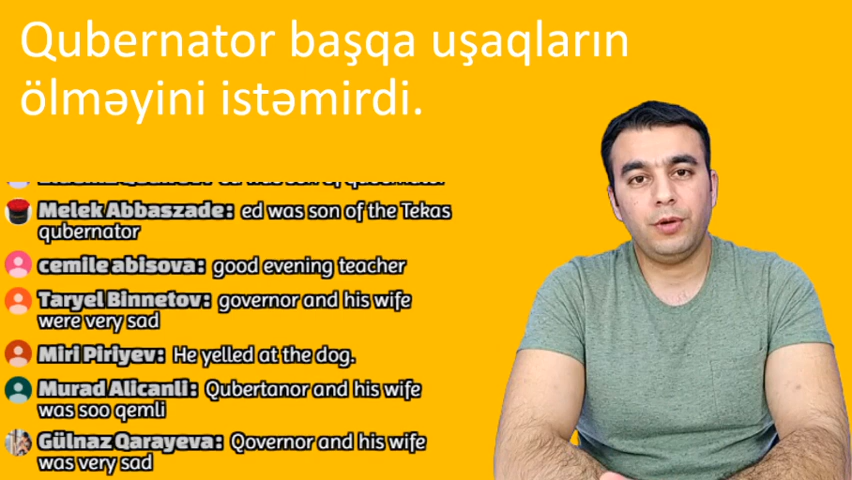 Qubernator başqa uşaqların
ölməyini istəmirdi.
Melek Abbaszade: ed was son of the Tekas
qubernator
cemile abisova: good evening teacher
Taryel Binnetov: governor and his wife
were very sad
Miri Piriyev: He yelled at the dog.
Murad Alicanli: Qubertanor and his wife
was soo qemli
Gülnaz Qarayeva: Qovernor and his wife
was very sad